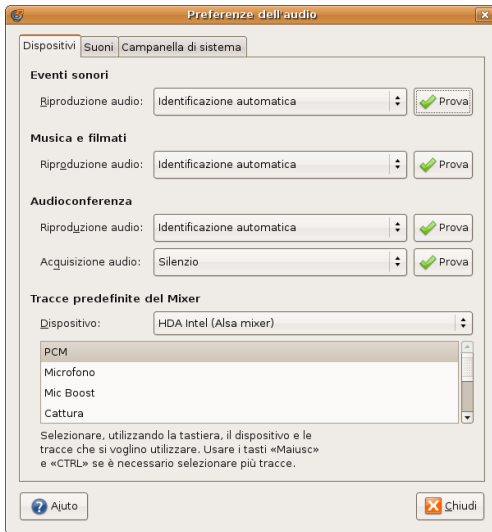 Preferenze dell'audio
Dispositivi Suoni Campanella di sistema
Eventi sonori
Riproduzione audio: Identificazione automatica Prova
Musica e filmati
Riproduzione audio: Identificazione automatica Prova
Audioconferenza
Riproduzione audio: Identificazione automatica Prova
Acquisizione audio: Silenzio Prova
Tracce predefinite del Mixer
Dispositivo: HDA Intel (Alsa mixer)
PCM
Microfono
Mic Boost
Cattura
Selezionare, utilizzando la tastiera, il dispositivo e le
tracce che si voglino utilizzare. Usare i tasti «Maiusc»
e «CTRL» se è necessario selezionare più tracce.
Aiuto Chiudi